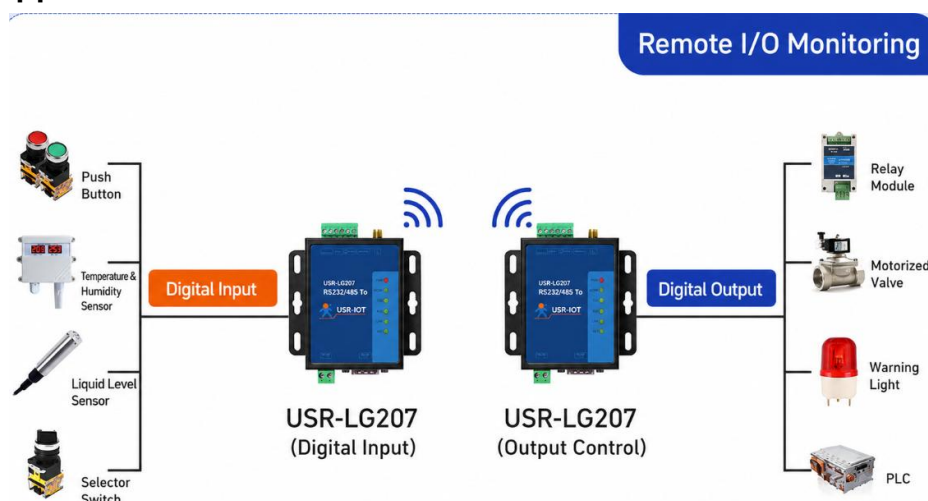 Remote I/O Monitoring
Push
Button
Temperature &
Humidity
Sensor
Liquid Level
Sensor
Selector
Switch
Digital Input
USR-LG207
RS232/485 To
USR-IOT
USR-LG207
(Digital Input)
USR-LG207
RS232/485 To
USR-IOT
USR-LG207
(Output Control)
Digital Output
Relay
Module
Motorized
Valve
Warning
Light
PLC